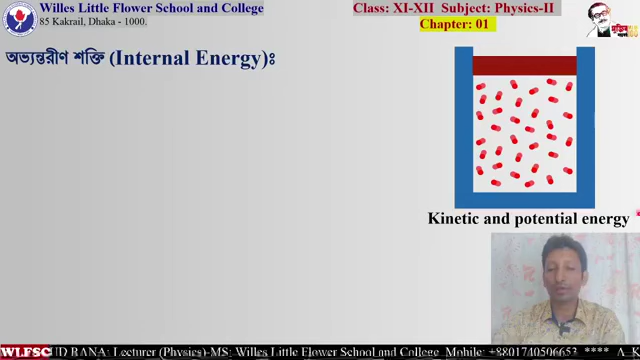 Willes Little Flower School and College
85 Kakrail, Dhaka - 1000.
Class: XI-XII Subject: Physics-II
Chapter: 01
অভ্যন্তরীণ শক্তি (Internal Energy)ঃ
Kinetic and potential energy
WLFSC UD RANA: Lecturer (Physics)-MS: Willes Little Flower School and College Mobile: +8801740506653 **** A. K